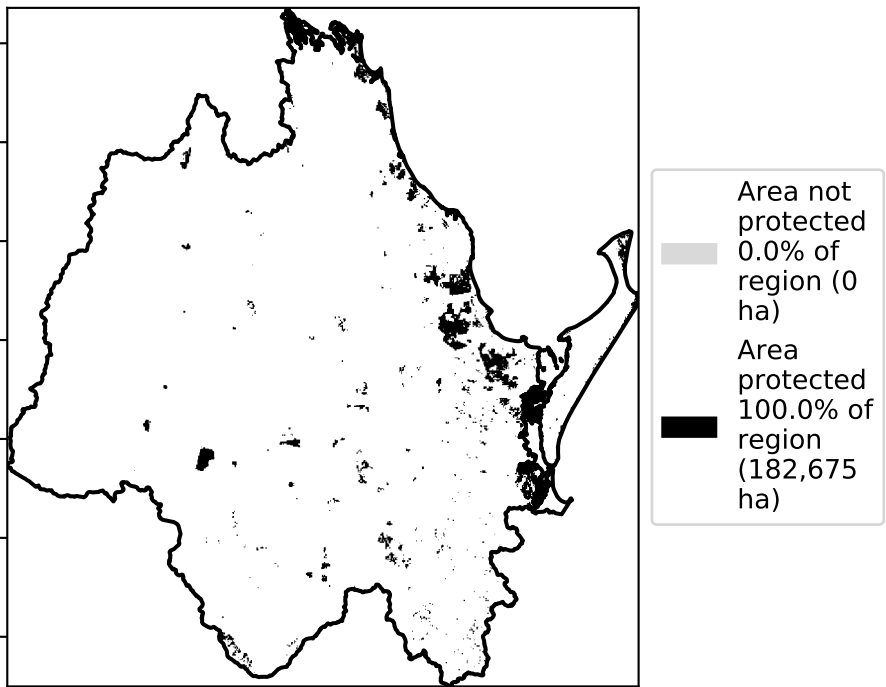 Area not
protected
0.0% of
region (0
ha)
Area
protected
100.0% of
region
(182,675
ha)